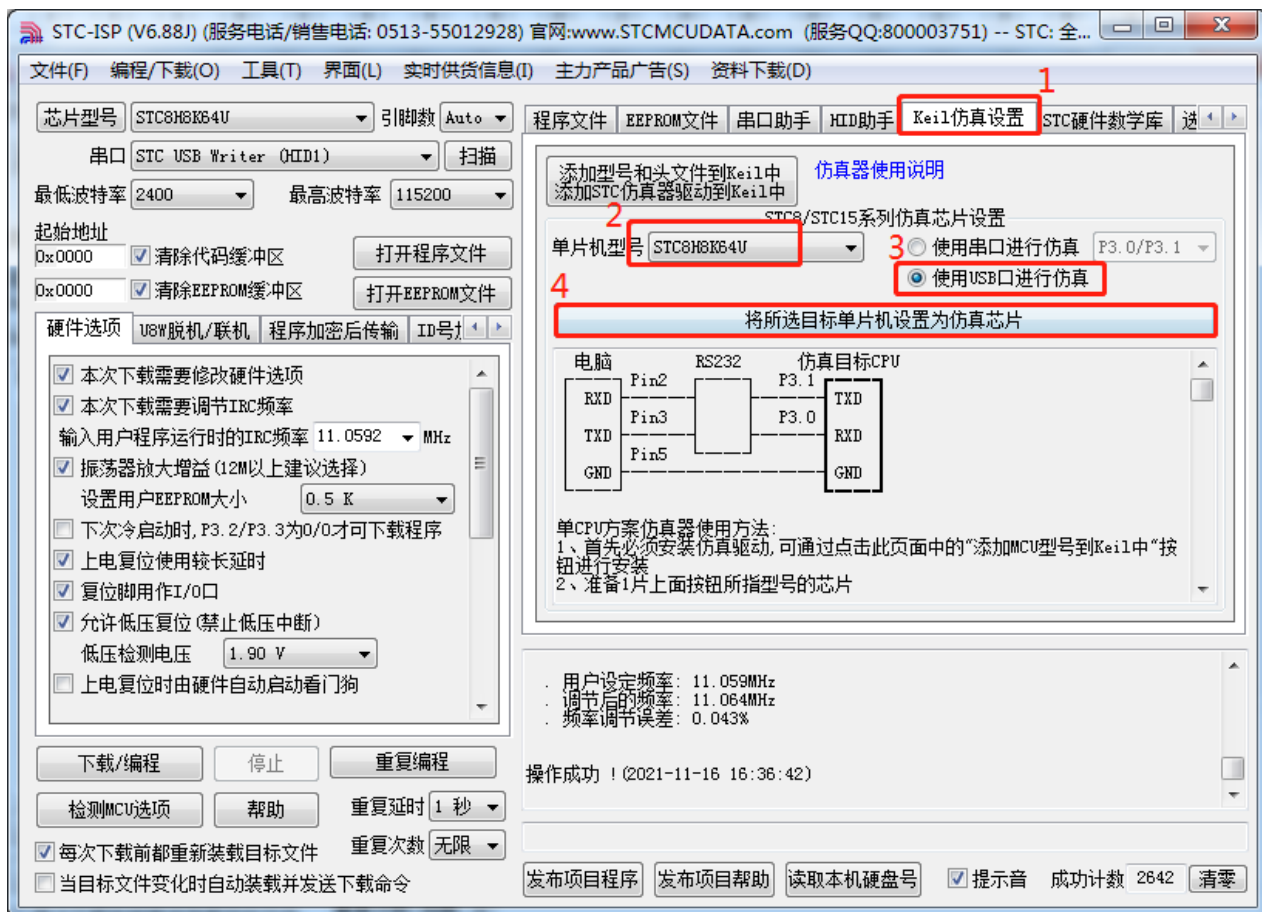 STC-ISP (V6.88J) (服务电话/销售电话: 0513-55012928) 官网:www.STCMCUDATA.com (服务QQ:800003751) -- STC: 全...
文件(F) 编程/下载(O) 工具(T) 界面(L) 实时供货信息(I) 主力产品广告(S) 资料下载(D)
1
芯片型号 STC8H8K64U 引脚数 Auto
串口 STC USB Writer (HID1) 扫描
最低波特率 2400 最高波特率 115200
起始地址
0x0000 清除代码缓冲区 打开程序文件
0x0000 清除EEPROM缓冲区 打开EEPROM文件
硬件选项 U8W脱机/联机 程序加密后传输 ID号
本次下载需要修改硬件选项
本次下载需要调节IRC频率
输入用户程序运行时的IRC频率 11.0592 MHz
振荡器放大增益(12M以上建议选择)
设置用户EEPROM大小 0.5 K
下次冷启动时,P3.2/P3.3为0/0才可下载程序
上电复位使用较长延时
复位脚用作I/O口
允许低压复位(禁止低压中断)
低压检测电压 1.90 V
上电复位时由硬件自动启动看门狗
下载/编程 停止 重复编程
检测MCU选项 帮助 重复延时 1 秒
每次下载前都重新装载目标文件 重复次数 无限
当目标文件变化时自动装载并发送下载命令
程序文件 EEPROM文件 串口助手 HID助手 Keil仿真设置 STC硬件数学库 选
添加型号和头文件到Keil中
添加STC仿真器驱动到Keil中
仿真器使用说明
STC8/STC15系列仿真芯片设置
2
单片机型号 STC8H8K64U
3 使用串口进行仿真 P3.0/P3.1
使用USB口进行仿真
4
将所选目标单片机设置为仿真芯片
电脑 RS232 仿真目标CPU
RXD Pin2 P3.1 TXD
TXD Pin3 P3.0 RXD
GND Pin5 GND
单CPU方案仿真器使用方法:
1、首先必须安装仿真驱动,可通过点击此页面中的"添加MCU型号到Keil中"按
钮进行安装
2、准备1片上面按钮所指型号的芯片
. 用户设定频率: 11.059MHz
. 调节后的频率: 11.064MHz
. 频率调节误差: 0.043%
操作成功 !(2021-11-16 16:36:42)
发布项目程序 发布项目帮助 读取本机硬盘号 提示音 成功计数 2642 清零